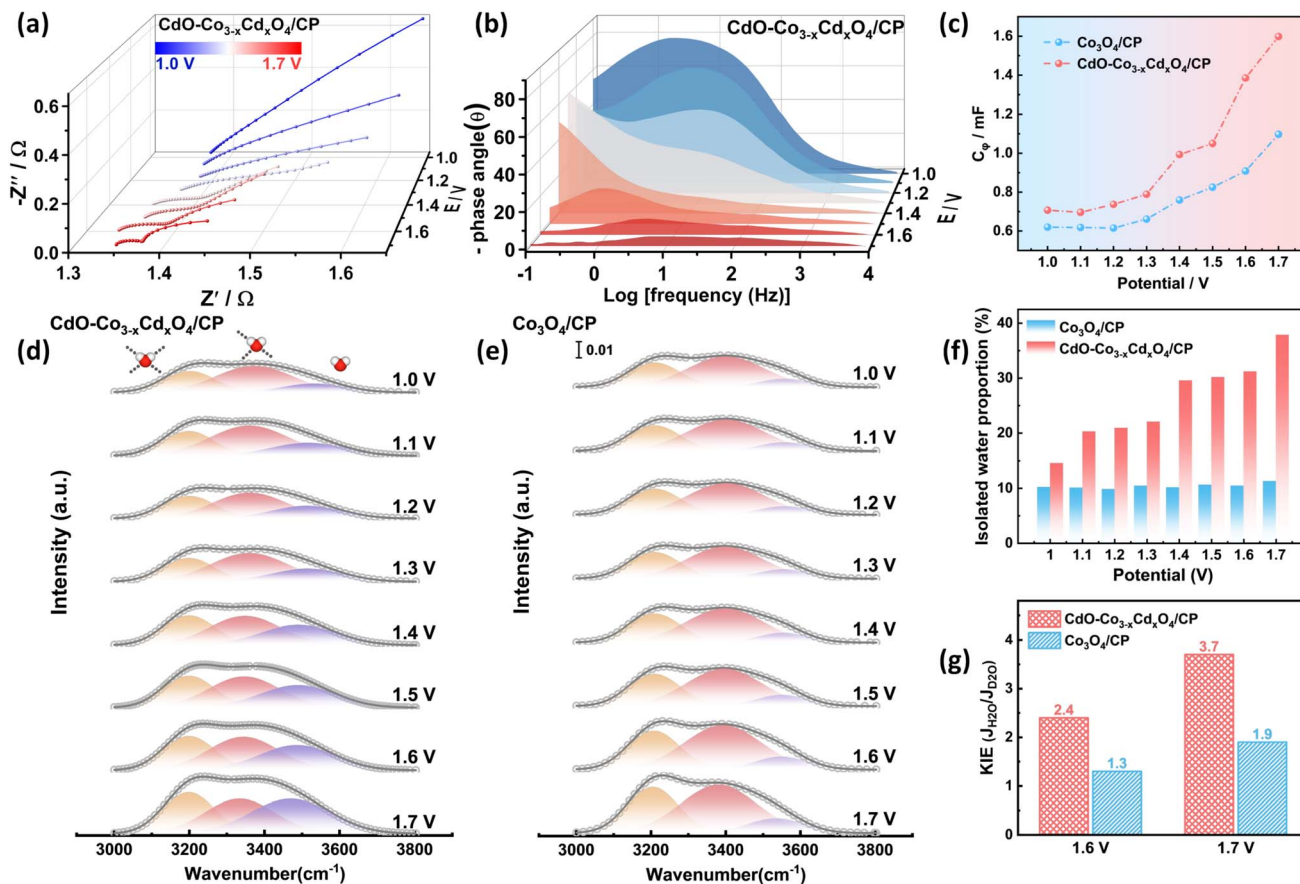 (a)
CdO-Co3-xCdxO4/CP
1.0 V
1.7 V
-Z'' / Ω
0.6
0.4
0.2
0.0
1.3
1.4
1.5
1.6
Z' / Ω
1.0
1.2
1.4
1.6
E / V
(b)
CdO-Co3-xCdxO4/CP
- phase angle(θ)
80
70
60
50
40
30
20
10
0
-1
0
1
2
3
4
Log [frequency (Hz)]
1.0
1.2
1.4
1.6
E / V
(c)
Co3O4/CP
CdO-Co3-xCdxO4/CP
Cφ / mF
1.6
1.4
1.2
1.0
0.8
0.6
1.0 1.1 1.2 1.3 1.4 1.5 1.6 1.7
Potential / V
(d)
CdO-Co3-xCdxO4/CP
1.0 V
1.1 V
1.2 V
1.3 V
1.4 V
1.5 V
1.6 V
1.7 V
Intensity (a.u.)
3000 3200 3400 3600 3800
Wavenumber(cm-1)
(e)
Co3O4/CP
0.01
1.0 V
1.1 V
1.2 V
1.3 V
1.4 V
1.5 V
1.6 V
1.7 V
Intensity (a.u.)
3000 3200 3400 3600 3800
Wavenumber(cm-1)
(f)
Co3O4/CP
CdO-Co3-xCdxO4/CP
Isolated water proportion (%)
40
30
20
10
0
1 1.1 1.2 1.3 1.4 1.5 1.6 1.7
Potential (V)
(g)
CdO-Co3-xCdxO4/CP
Co3O4/CP
KIE (JH2O/JD2O)
4
3
2
1
0
2.4
1.3
3.7
1.9
1.6 V
1.7 V